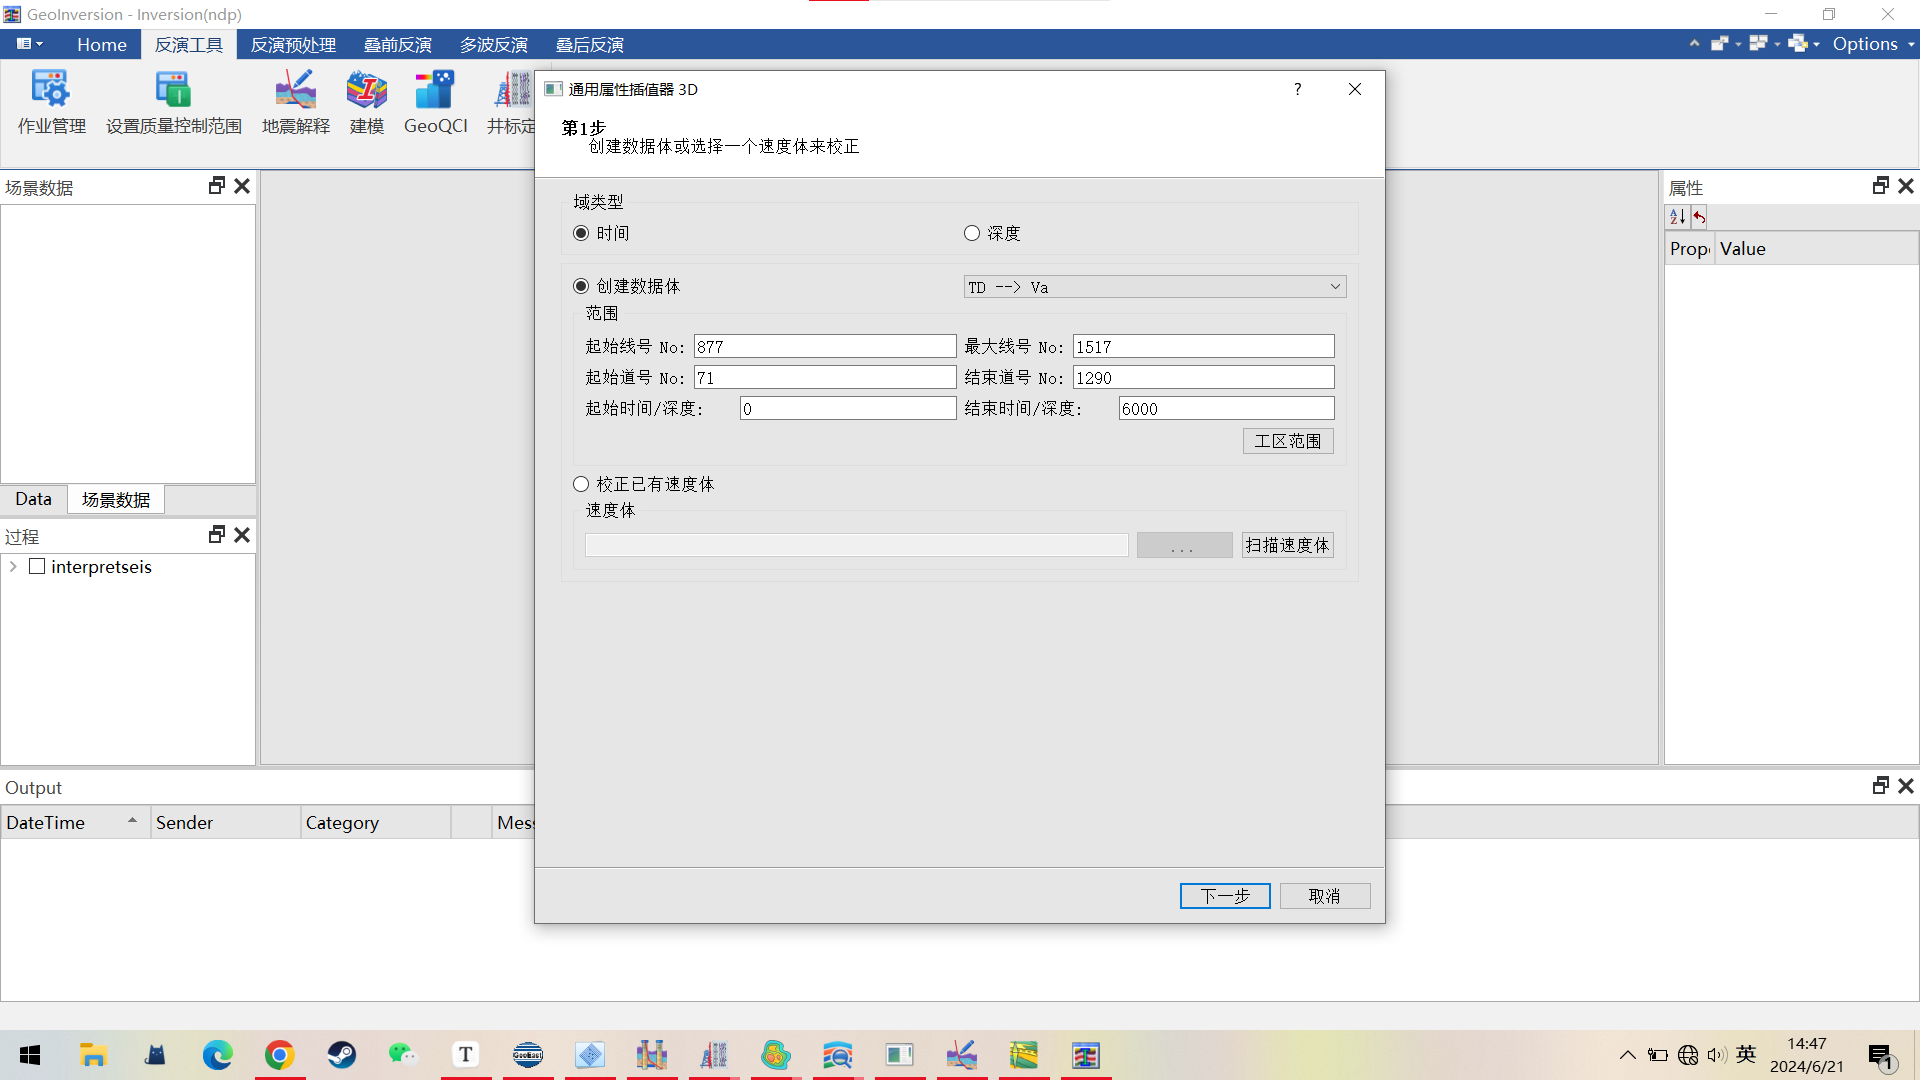 GeoInversion - Inversion(ndp)
Home 反演工具 反演预处理 叠前反演 多波反演 叠后反演 Options
作业管理 设置质量控制范围 地震解释 建模 GeoQCI 井标定
通用属性插值器 3D ?
第1步
创建数据体或选择一个速度体来校正
域类型
时间 深度
创建数据体 TD --> Va
范围
起始线号 No: 877 最大线号 No: 1517
起始道号 No: 71 结束道号 No: 1290
起始时间/深度: 0 结束时间/深度: 6000
工区范围
校正已有速度体
速度体
... 扫描速度体
下一步 取消
场景数据
Data 场景数据
过程
interpretseis
属性
Prop Value
Output
DateTime Sender Category Mess
英 14:47
2024/6/21
1